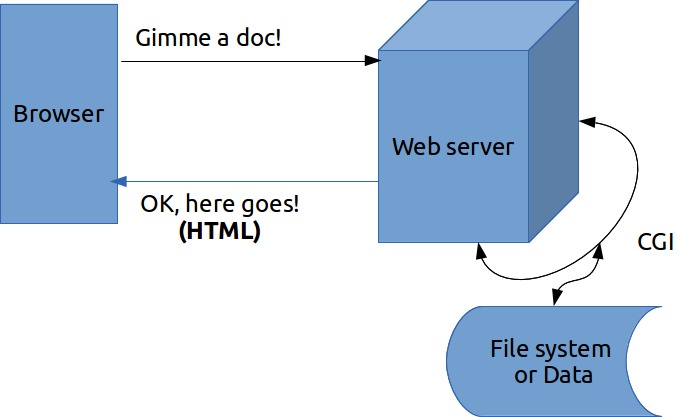 Gimme a doc!
Browser
Web server
OK, here goes!
(HTML)
CGI
File system
or Data